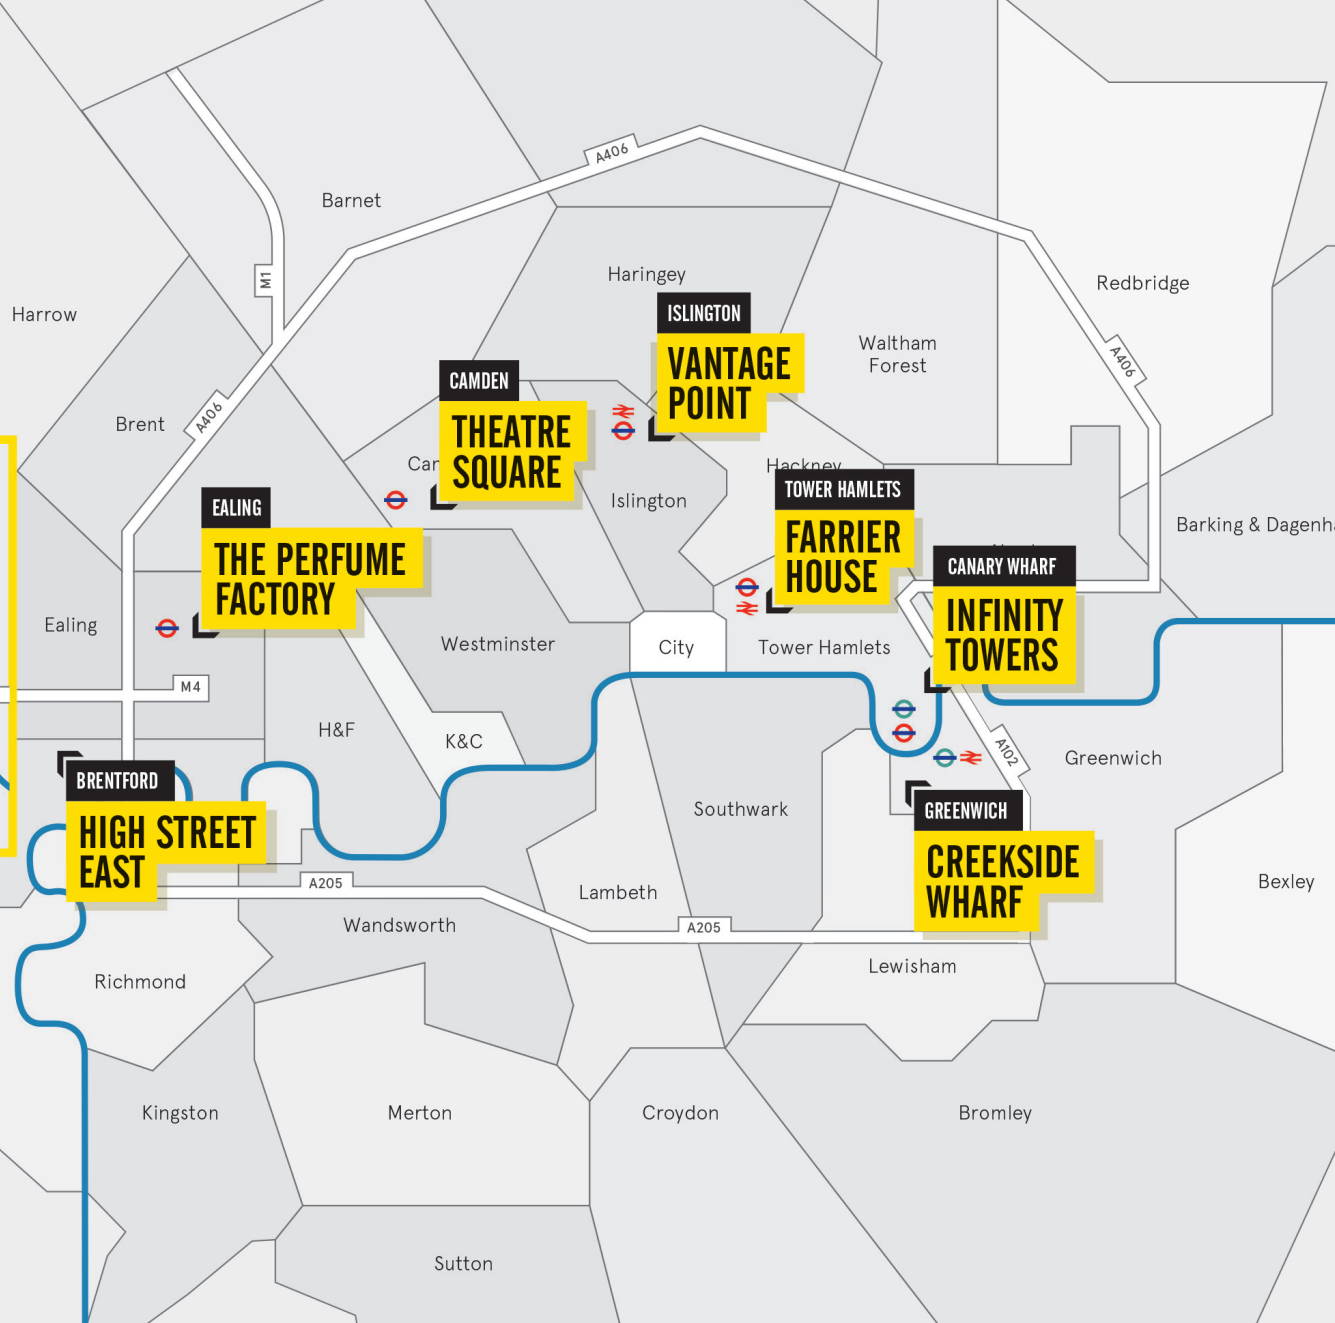 A406
Barnet
M1
Haringey
Redbridge
Harrow
ISLINGTON
Waltham
Forest
VANTAGE
POINT
A406
CAMDEN
Brent
A406
THEATRE
SQUARE
Hackney
TOWER HAMLETS
Islington
EALING
Barking &
FARRIER
HOUSE
THE PERFUME
FACTORY
CANARY WHARF
INFINITY
TOWERS
Ealing
Westminster
City
Tower Hamlets
M4
H&F
K&C
A102
Greenwich
BRENTFORD
HIGH STREET
EAST
Southwark
GREENWICH
CREEKSIDE
WHARF
A205
Lambeth
Bexley
Wandsworth
A205
Lewisham
Richmond
Kingston
Merton
Croydon
Bromley
Sutton